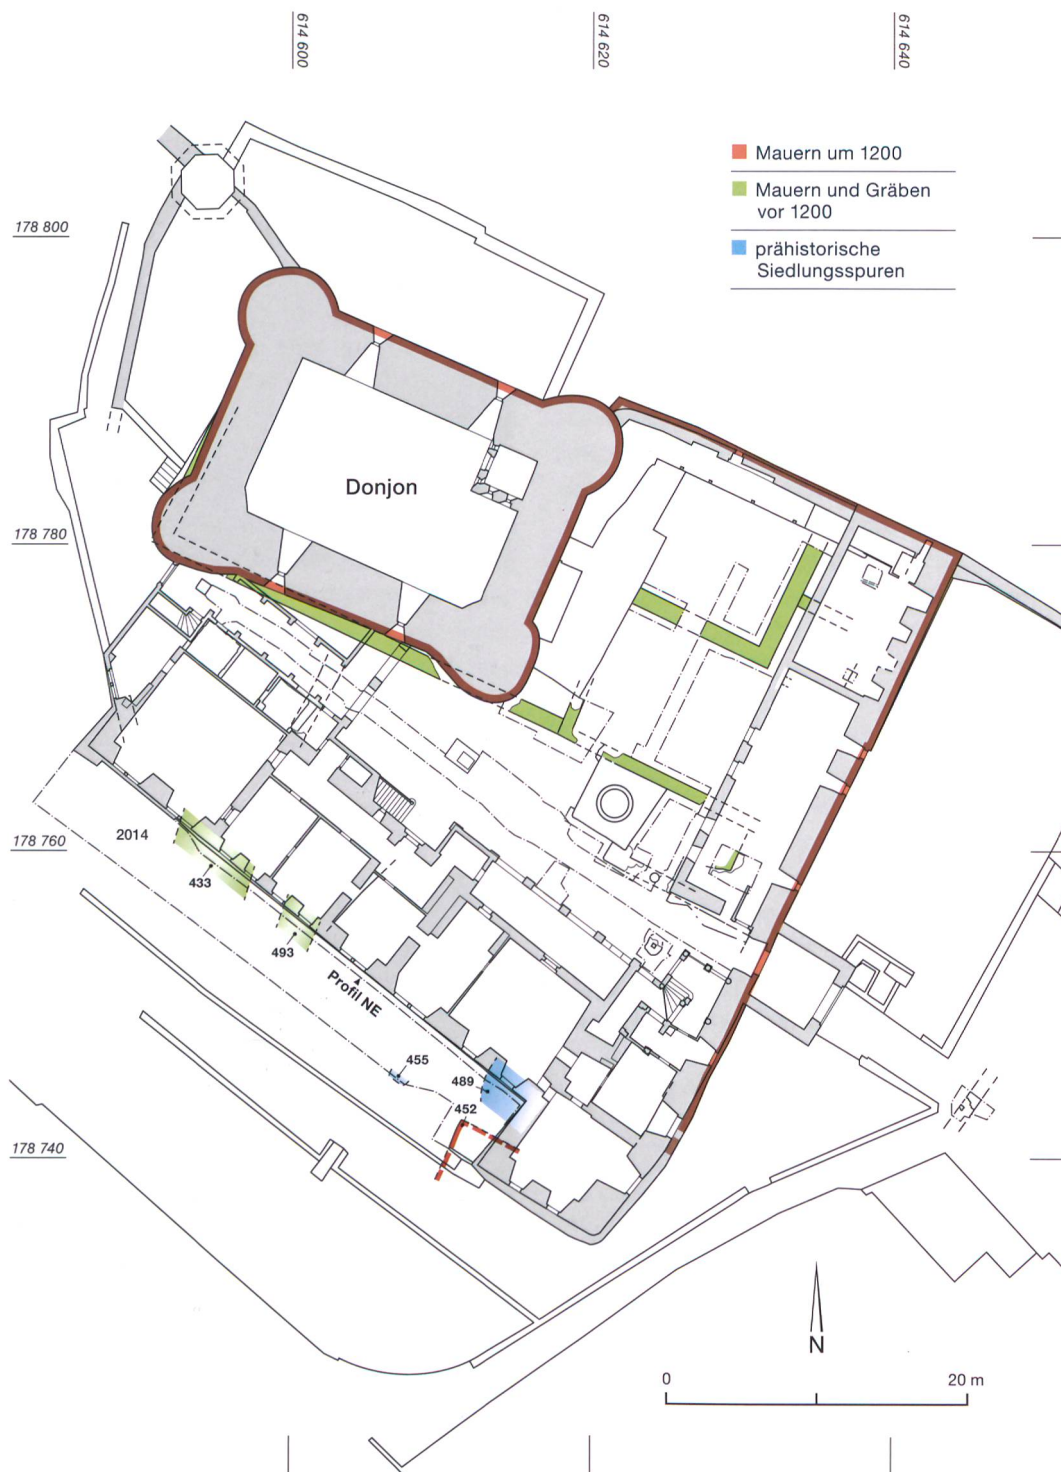 614 600
614 620
614 640
Mauern um 1200
Mauern und Gräben
vor 1200
prähistorische
Siedlungsspuren
178 800
Donjon
178 780
178 760
2014
433
493
Profil NE
455
489
452
178 740
N
0
20 m